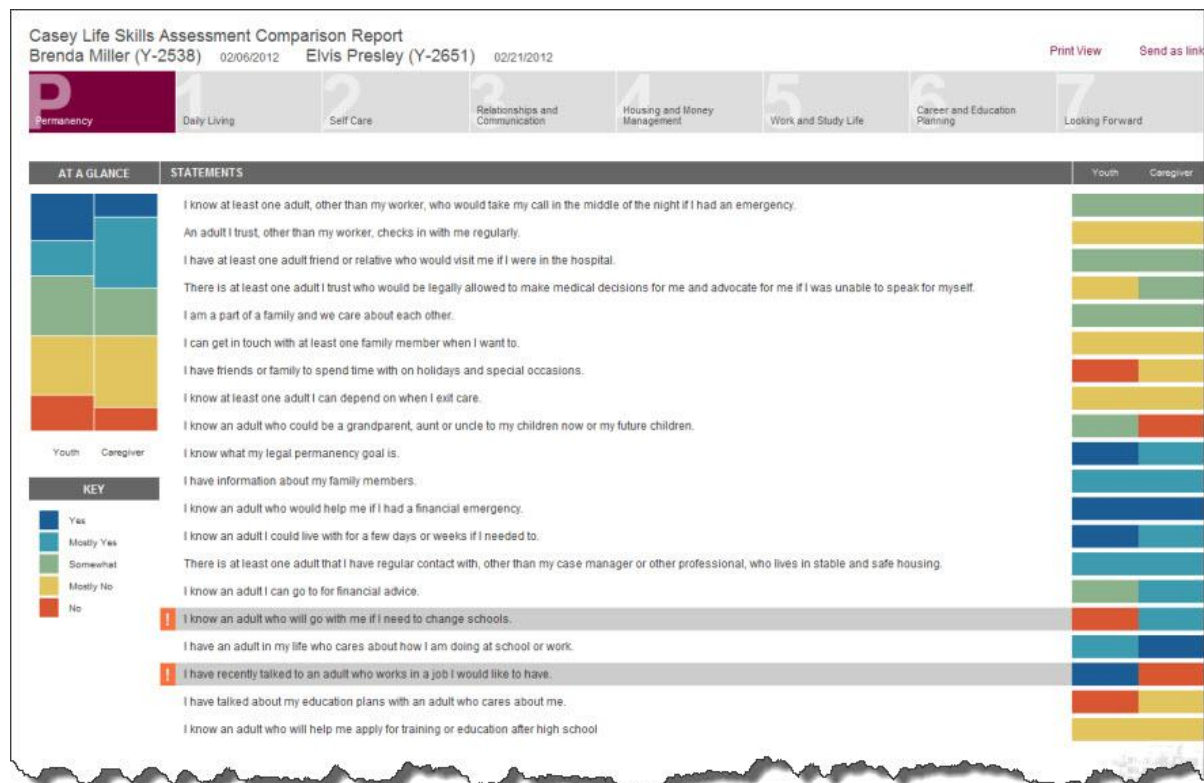 Casey Life Skills Assessment Comparison Report
Brenda Miller (Y-2538) 02/06/2012 Elvis Presley (Y-2651) 02/21/2012
Print View Send as link
P Permanency
1 Daily Living
2 Self Care
3 Relationships and Communication
4 Housing and Money Management
5 Work and Study Life
6 Career and Education Planning
7 Looking Forward
AT A GLANCE STATEMENTS Youth Caregiver
I know at least one adult, other than my worker, who would take my call in the middle of the night if I had an emergency.
An adult I trust, other than my worker, checks in with me regularly.
I have at least one adult friend or relative who would visit me if I were in the hospital.
There is at least one adult I trust who would be legally allowed to make medical decisions for me and advocate for me if I was unable to speak for myself.
I am a part of a family and we care about each other.
I can get in touch with at least one family member when I want to.
I have friends or family to spend time with on holidays and special occasions.
I know at least one adult I can depend on when I exit care.
I know an adult who could be a grandparent, aunt or uncle to my children now or my future children.
I know what my legal permanency goal is.
I have information about my family members.
I know an adult who would help me if I had a financial emergency.
I know an adult I could live with for a few days or weeks if I needed to.
There is at least one adult that I have regular contact with, other than my case manager or other professional, who lives in stable and safe housing.
I know an adult I can go to for financial advice.
! I know an adult who will go with me if I need to change schools.
I have an adult in my life who cares about how I am doing at school or work.
! I have recently talked to an adult who works in a job I would like to have.
I have talked about my education plans with an adult who cares about me.
I know an adult who will help me apply for training or education after high school
Youth Caregiver
KEY
Yes
Mostly Yes
Somewhat
Mostly No
No